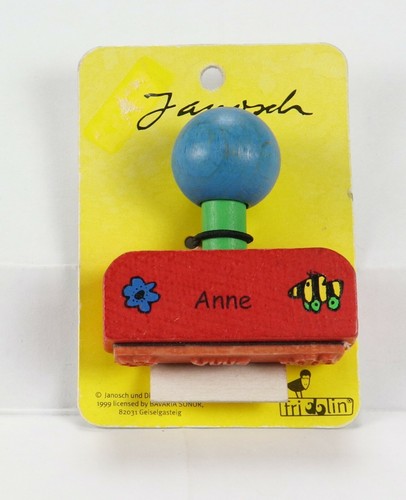 Janosch
Anne
© Janosch und Di
1999 licensed by BAVARIA SONOR,
82031 Geiselgasteig
fridolin